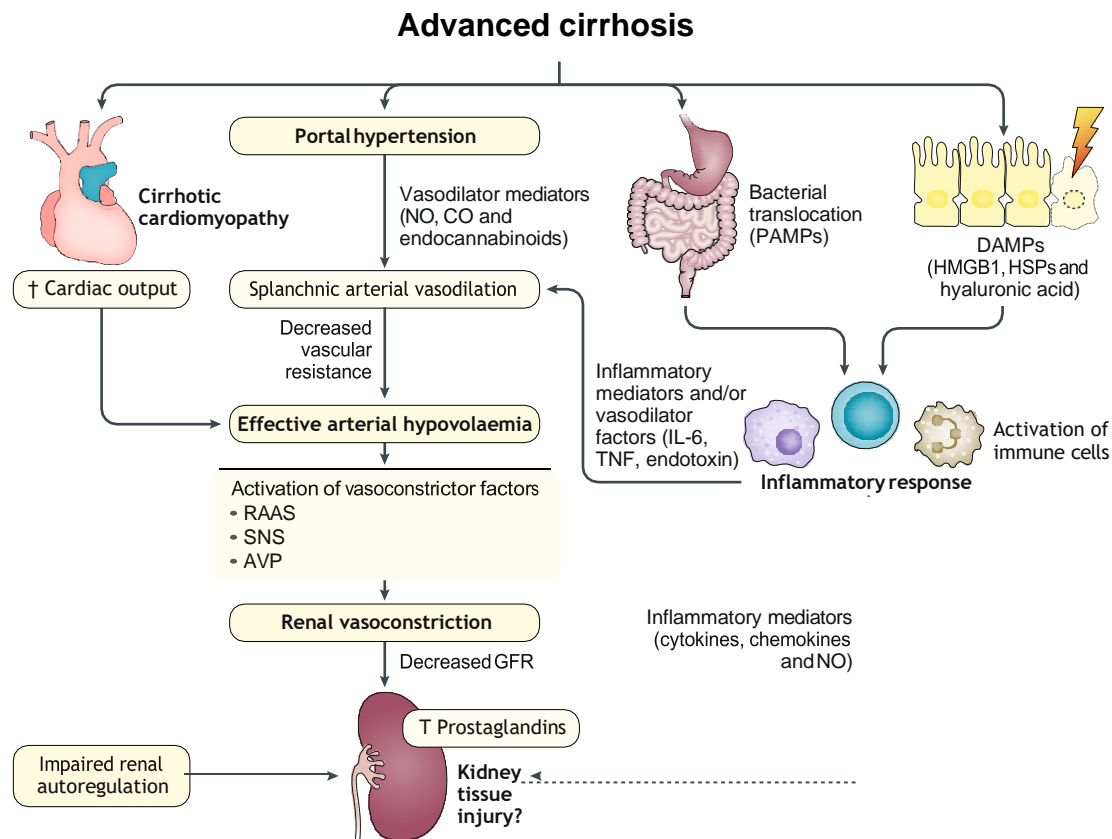 Advanced cirrhosis
Cirrhotic
cardiomyopathy
† Cardiac output
Portal hypertension
Vasodilator mediators
(NO, CO and
endocannabinoids)
Splanchnic arterial vasodilation
Decreased
vascular
resistance
Effective arterial hypovolaemia
Activation of vasoconstrictor factors
• RAAS
• SNS
• AVP
Renal vasoconstriction
Decreased GFR
T Prostaglandins
Kidney
tissue
injury?
Impaired renal
autoregulation
Bacterial
translocation
(PAMPs)
DAMPs
(HMGB1, HSPs and
hyaluronic acid)
Inflammatory
mediators and/or
vasodilator
factors (IL-6,
TNF, endotoxin)
Activation of
immune cells
Inflammatory response
Inflammatory mediators
(cytokines, chemokines
and NO)